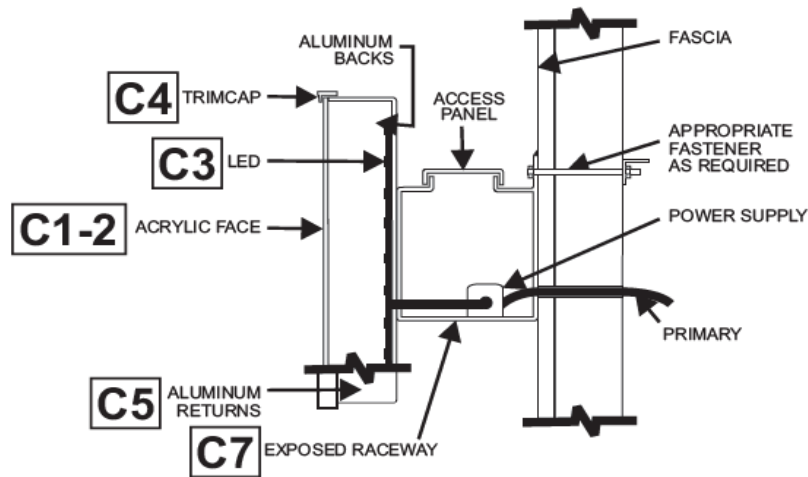 ALUMINUM
BACKS
FASCIA
C4 TRIMCAP
ACCESS
PANEL
APPROPRIATE
FASTENER
AS REQUIRED
C3 LED
C1-2 ACRYLIC FACE
POWER SUPPLY
PRIMARY
C5 ALUMINUM
RETURNS
C7 EXPOSED RACEWAY